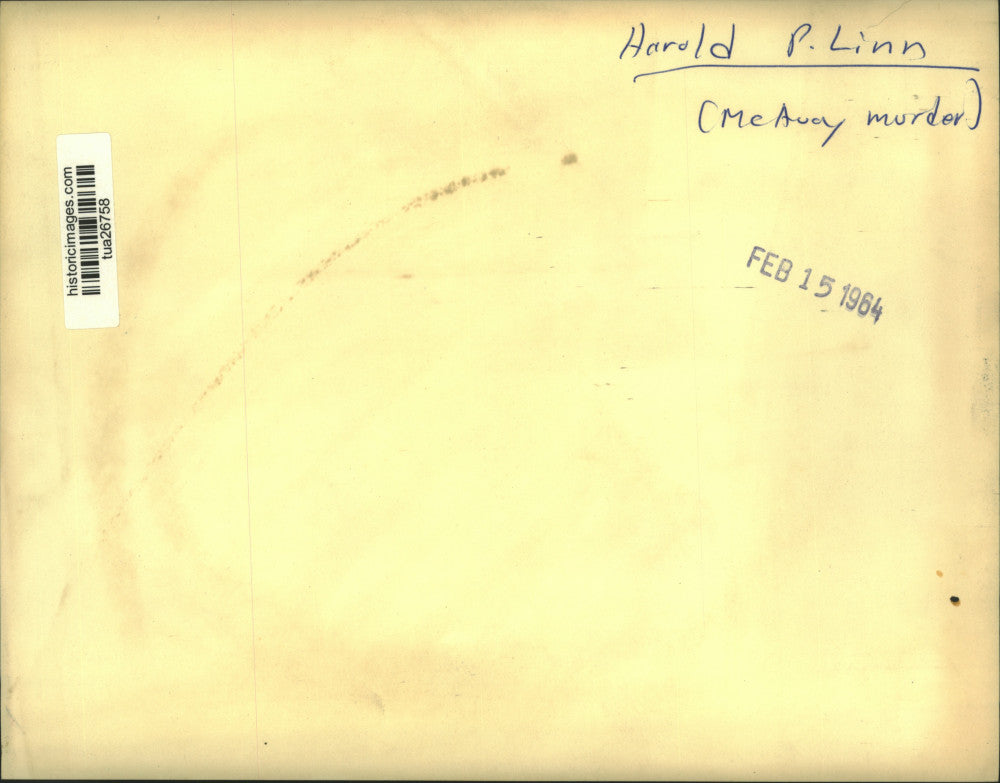 Harold P. Linn
(McAvoy murder)
historicimages.com
tua26758
FEB 15 1964